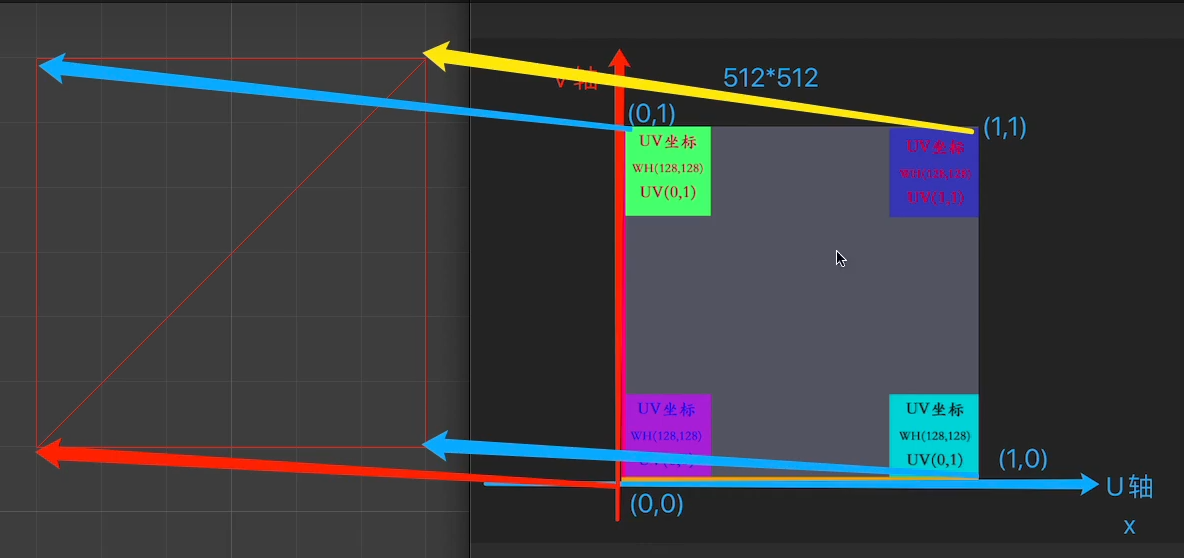 512*512
V 轴
(0,1)
(1,1)
UV坐标
WH(128,128)
UV(0,1)
UV坐标
WH(128,128)
UV(1,1)
UV坐标
WH(128,128)
UV坐标
WH(128,128)
UV(0,1)
(1,0)
U 轴
(0,0)
x